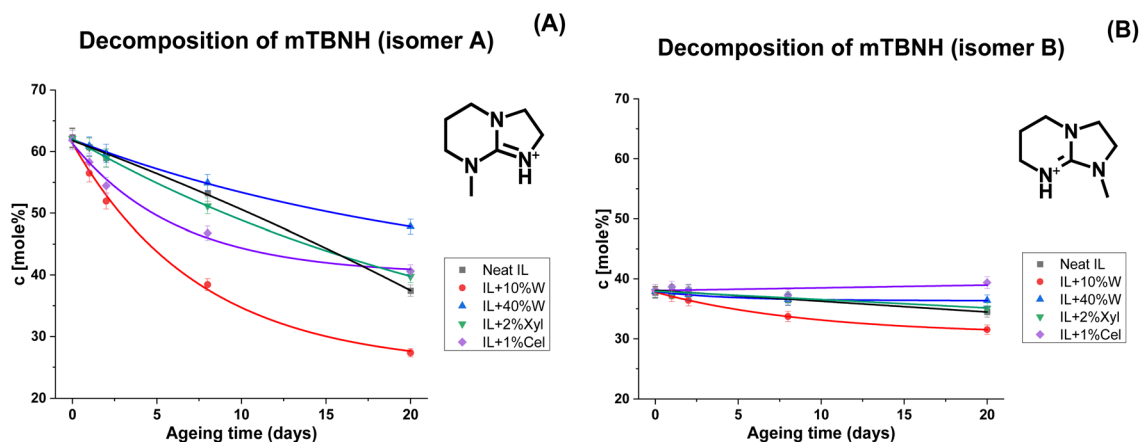 (A)
Decomposition of mTBNH (isomer A)
70
60
50
40
30
20
c [mole%]
0
5
10
15
20
Ageing time (days)
N
N
N
+
H
Neat IL
IL+10%W
IL+40%W
IL+2%Xyl
IL+1%Cel
(B)
Decomposition of mTBNH (isomer B)
70
60
50
40
30
20
c [mole%]
0
5
10
15
20
Ageing time (days)
N
N
+
N
H
Neat IL
IL+10%W
IL+40%W
IL+2%Xyl
IL+1%Cel